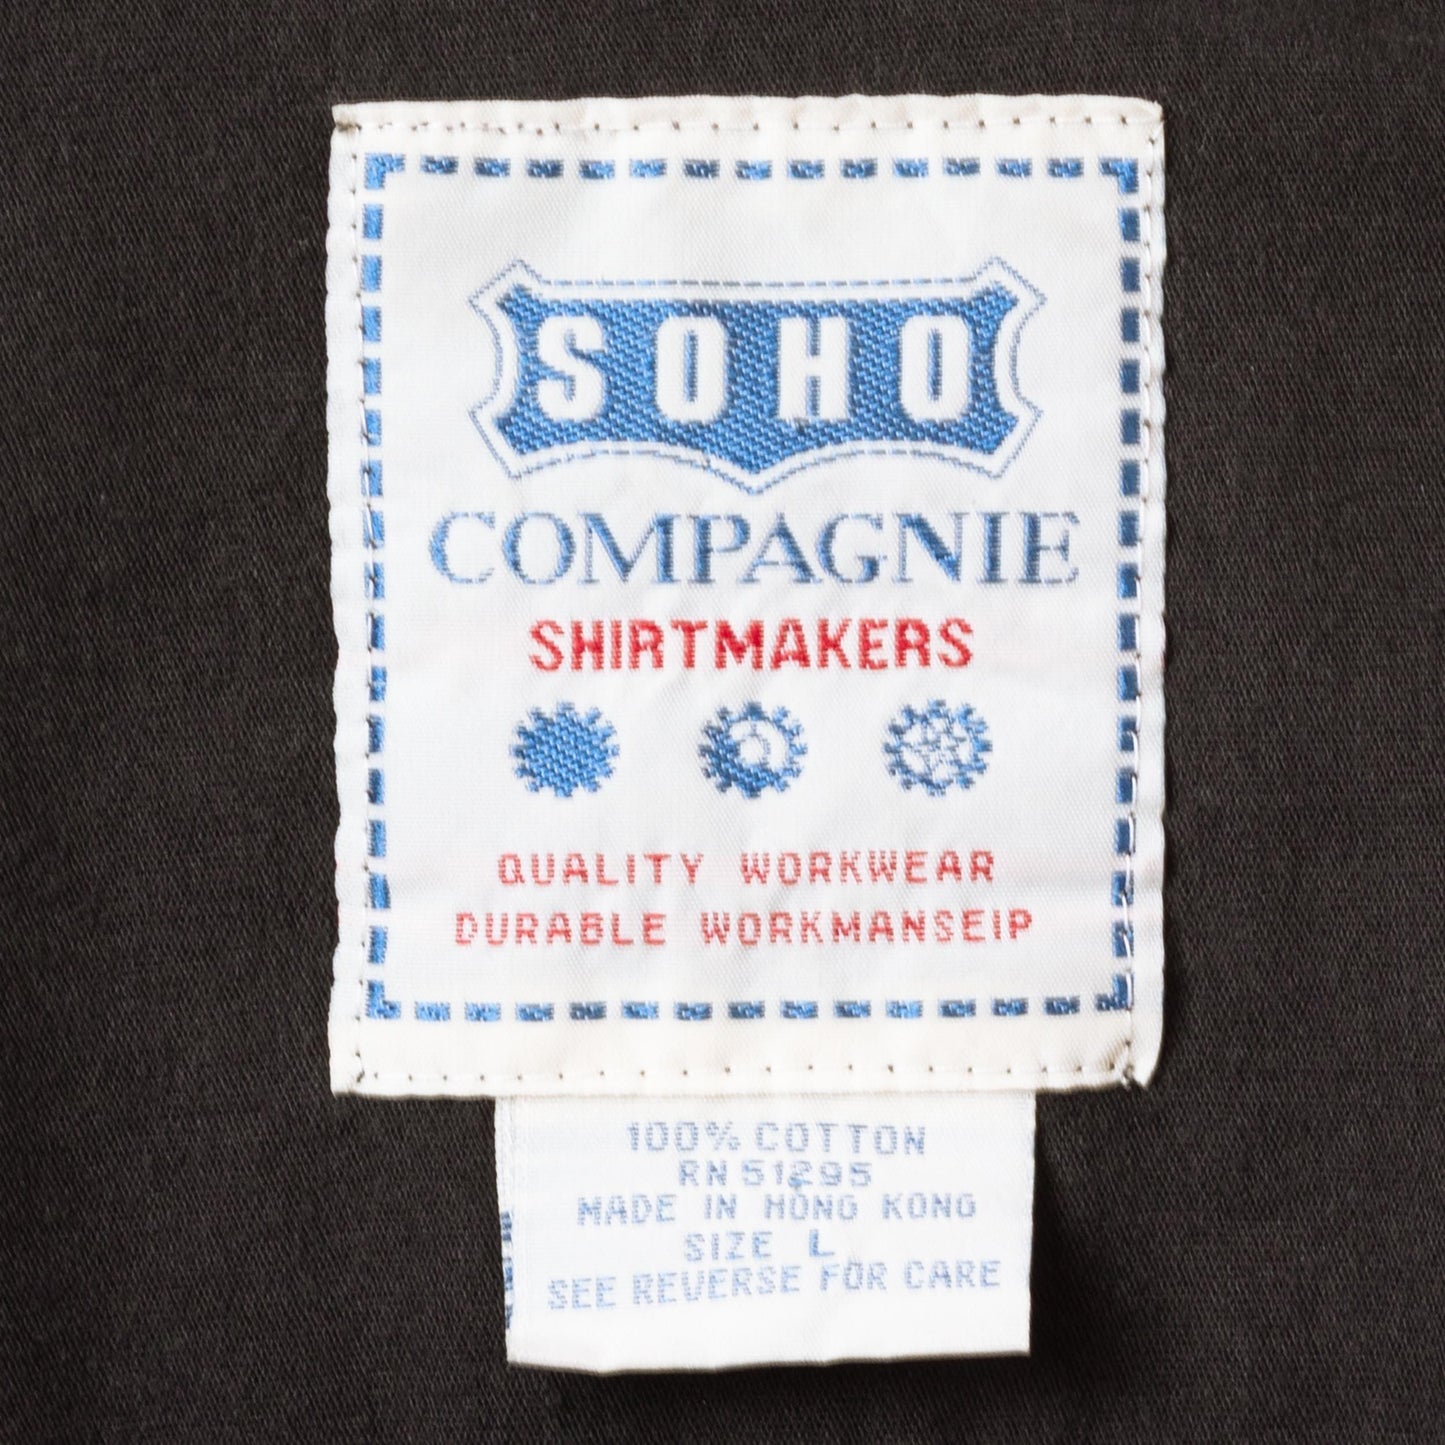 SOHO
COMPAGNIE
SHIRTMAKERS
QUALITY WORKWEAR
DURABLE WORKMANSEIP
100% COTTON
RN 51295
MADE IN HONG KONG
SIZE L
SEE REVERSE FOR CARE